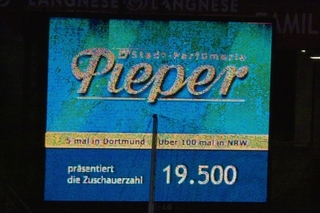 LANGNESE LANGNESE
FAMIL
Stadt-Parfümerie
Pieper
5 mal in Dortmund Über 100 mal in NRW
präsentiert
die Zuschauerzahl
19.500